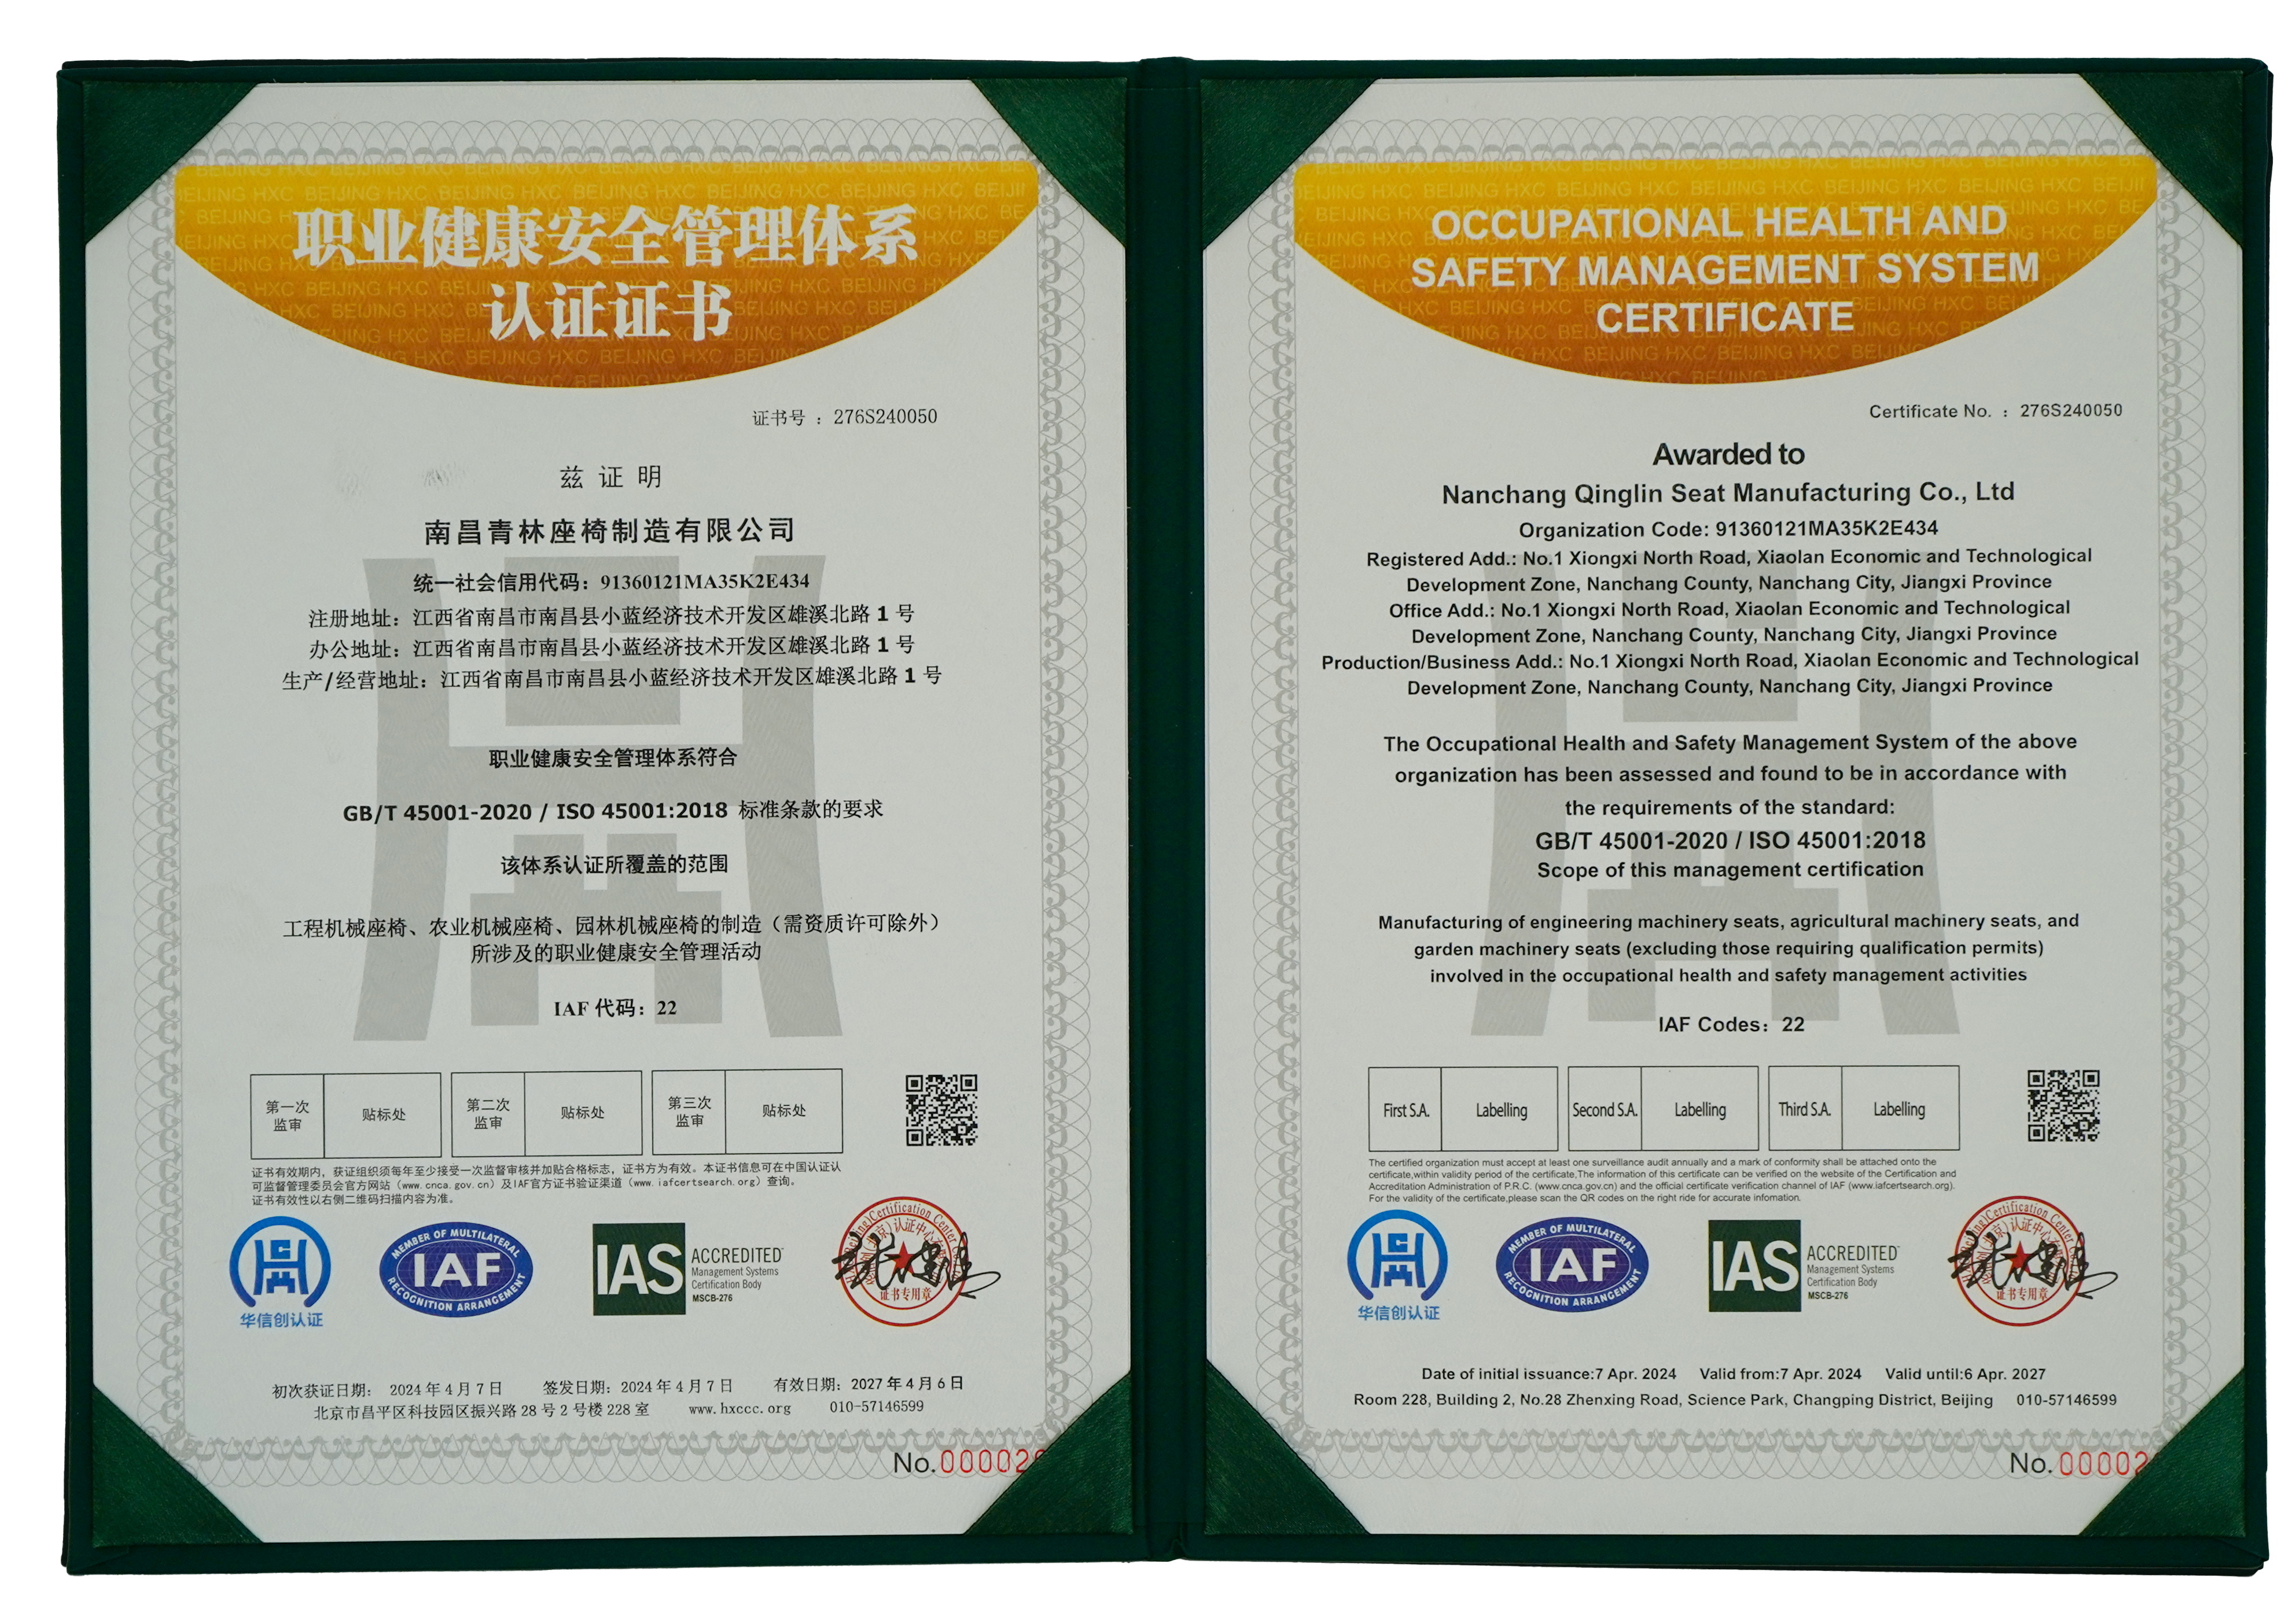 职业健康安全管理体系
认证证书
证书号 ：276S240050
兹 证 明
南昌青林座椅制造有限公司
统一社会信用代码：91360121MA35K2E434
注册地址：江西省南昌市南昌县小蓝经济技术开发区雄溪北路 1 号
办公地址：江西省南昌市南昌县小蓝经济技术开发区雄溪北路 1 号
生产/经营地址：江西省南昌市南昌县小蓝经济技术开发区雄溪北路 1 号
职业健康安全管理体系符合
GB/T 45001-2020 / ISO 45001:2018 标准条款的要求
该体系认证所覆盖的范围
工程机械座椅、农业机械座椅、园林机械座椅的制造（需资质许可除外）
所涉及的职业健康安全管理活动
IAF 代码：22
第一次监审 贴标处 第二次监审 贴标处 第三次监审 贴标处
证书有效期内，获证组织须每年至少接受一次监督审核并加贴合格标志，证书方为有效。本证书信息可在中国认证认
可监督管理委员会官方网站（www.cnca.gov.cn）及IAF官方证书验证渠道（www.iafcertsearch.org）查询。
证书有效性以右侧二维码扫描内容为准。
华信创认证
MEMBER OF MULTILATERAL
IAF
RECOGNITION ARRANGEMENT
IAS ACCREDITED
Management Systems
Certification Body
MSCB-276
证书专用章
初次获证日期： 2024 年 4 月 7 日 签发日期：2024 年 4 月 7 日 有效日期：2027 年 4 月 6 日
北京市昌平区科技园区振兴路 28 号 2 号楼 228 室 www.hxccc.org 010-57146599
No.000002
OCCUPATIONAL HEALTH AND
SAFETY MANAGEMENT SYSTEM
CERTIFICATE
Certificate No. ：276S240050
Awarded to
Nanchang Qinglin Seat Manufacturing Co., Ltd
Organization Code: 91360121MA35K2E434
Registered Add.: No.1 Xiongxi North Road, Xiaolan Economic and Technological
Development Zone, Nanchang County, Nanchang City, Jiangxi Province
Office Add.: No.1 Xiongxi North Road, Xiaolan Economic and Technological
Development Zone, Nanchang County, Nanchang City, Jiangxi Province
Production/Business Add.: No.1 Xiongxi North Road, Xiaolan Economic and Technological
Development Zone, Nanchang County, Nanchang City, Jiangxi Province
The Occupational Health and Safety Management System of the above
organization has been assessed and found to be in accordance with
the requirements of the standard:
GB/T 45001-2020 / ISO 45001:2018
Scope of this management certification
Manufacturing of engineering machinery seats, agricultural machinery seats, and
garden machinery seats (excluding those requiring qualification permits)
involved in the occupational health and safety management activities
IAF Codes：22
First S.A. Labelling Second S.A. Labelling Third S.A. Labelling
The certified organization must accept at least one surveillance audit annually and a mark of conformity shall be attached onto the
certificate,within validity period of the certificate,The information of this certificate can be verified on the website of the Certification and
Accreditation Administration of P.R.C. (www.cnca.gov.cn) and the official certificate verification channel of IAF (www.iafcertsearch.org).
For the validity of the certificate,please scan the QR codes on the right ride for accurate infomation.
华信创认证
MEMBER OF MULTILATERAL
IAF
RECOGNITION ARRANGEMENT
IAS ACCREDITED
Management Systems
Certification Body
MSCB-276
证书专用章
Date of initial issuance:7 Apr. 2024 Valid from:7 Apr. 2024 Valid until:6 Apr. 2027
Room 228, Building 2, No.28 Zhenxing Road, Science Park, Changping District, Beijing 010-57146599
No.00002